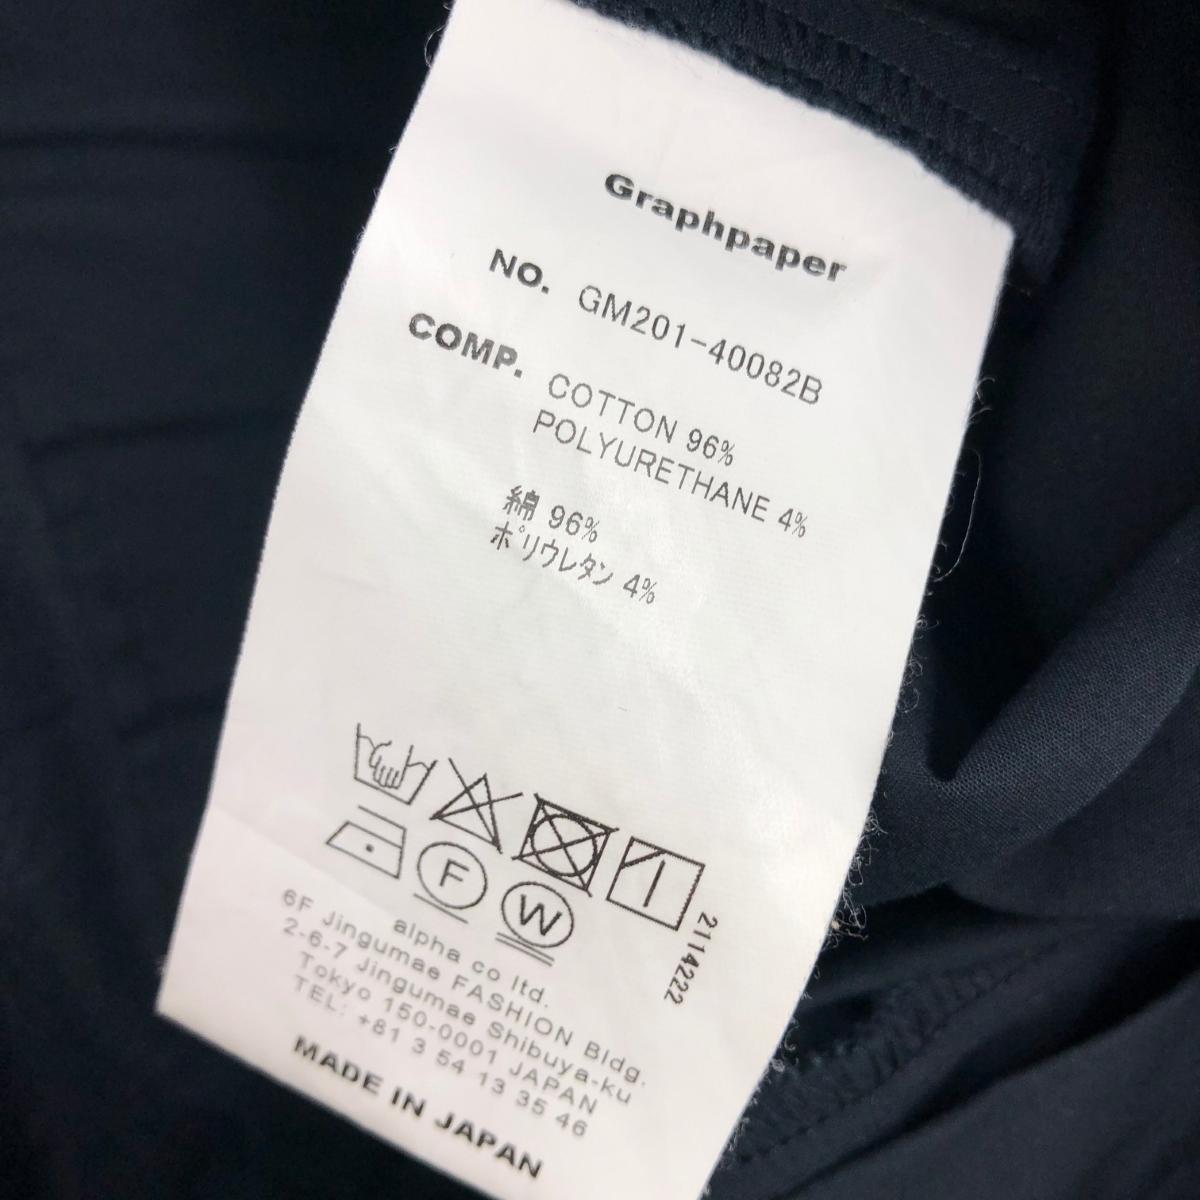 Graphpaper
NO. GM201-40082B
COMP. COTTON 96%
POLYURETHANE 4%
綿 96%
ポリウレタン 4%
F
W
2114222
alpha co ltd.
6F Jingumae FASHION Bldg.
2-6-7 Jingumae Shibuya-ku
Tokyo 150-0001 JAPAN
TEL: +81 3 54 13 35 46
MADE IN JAPAN